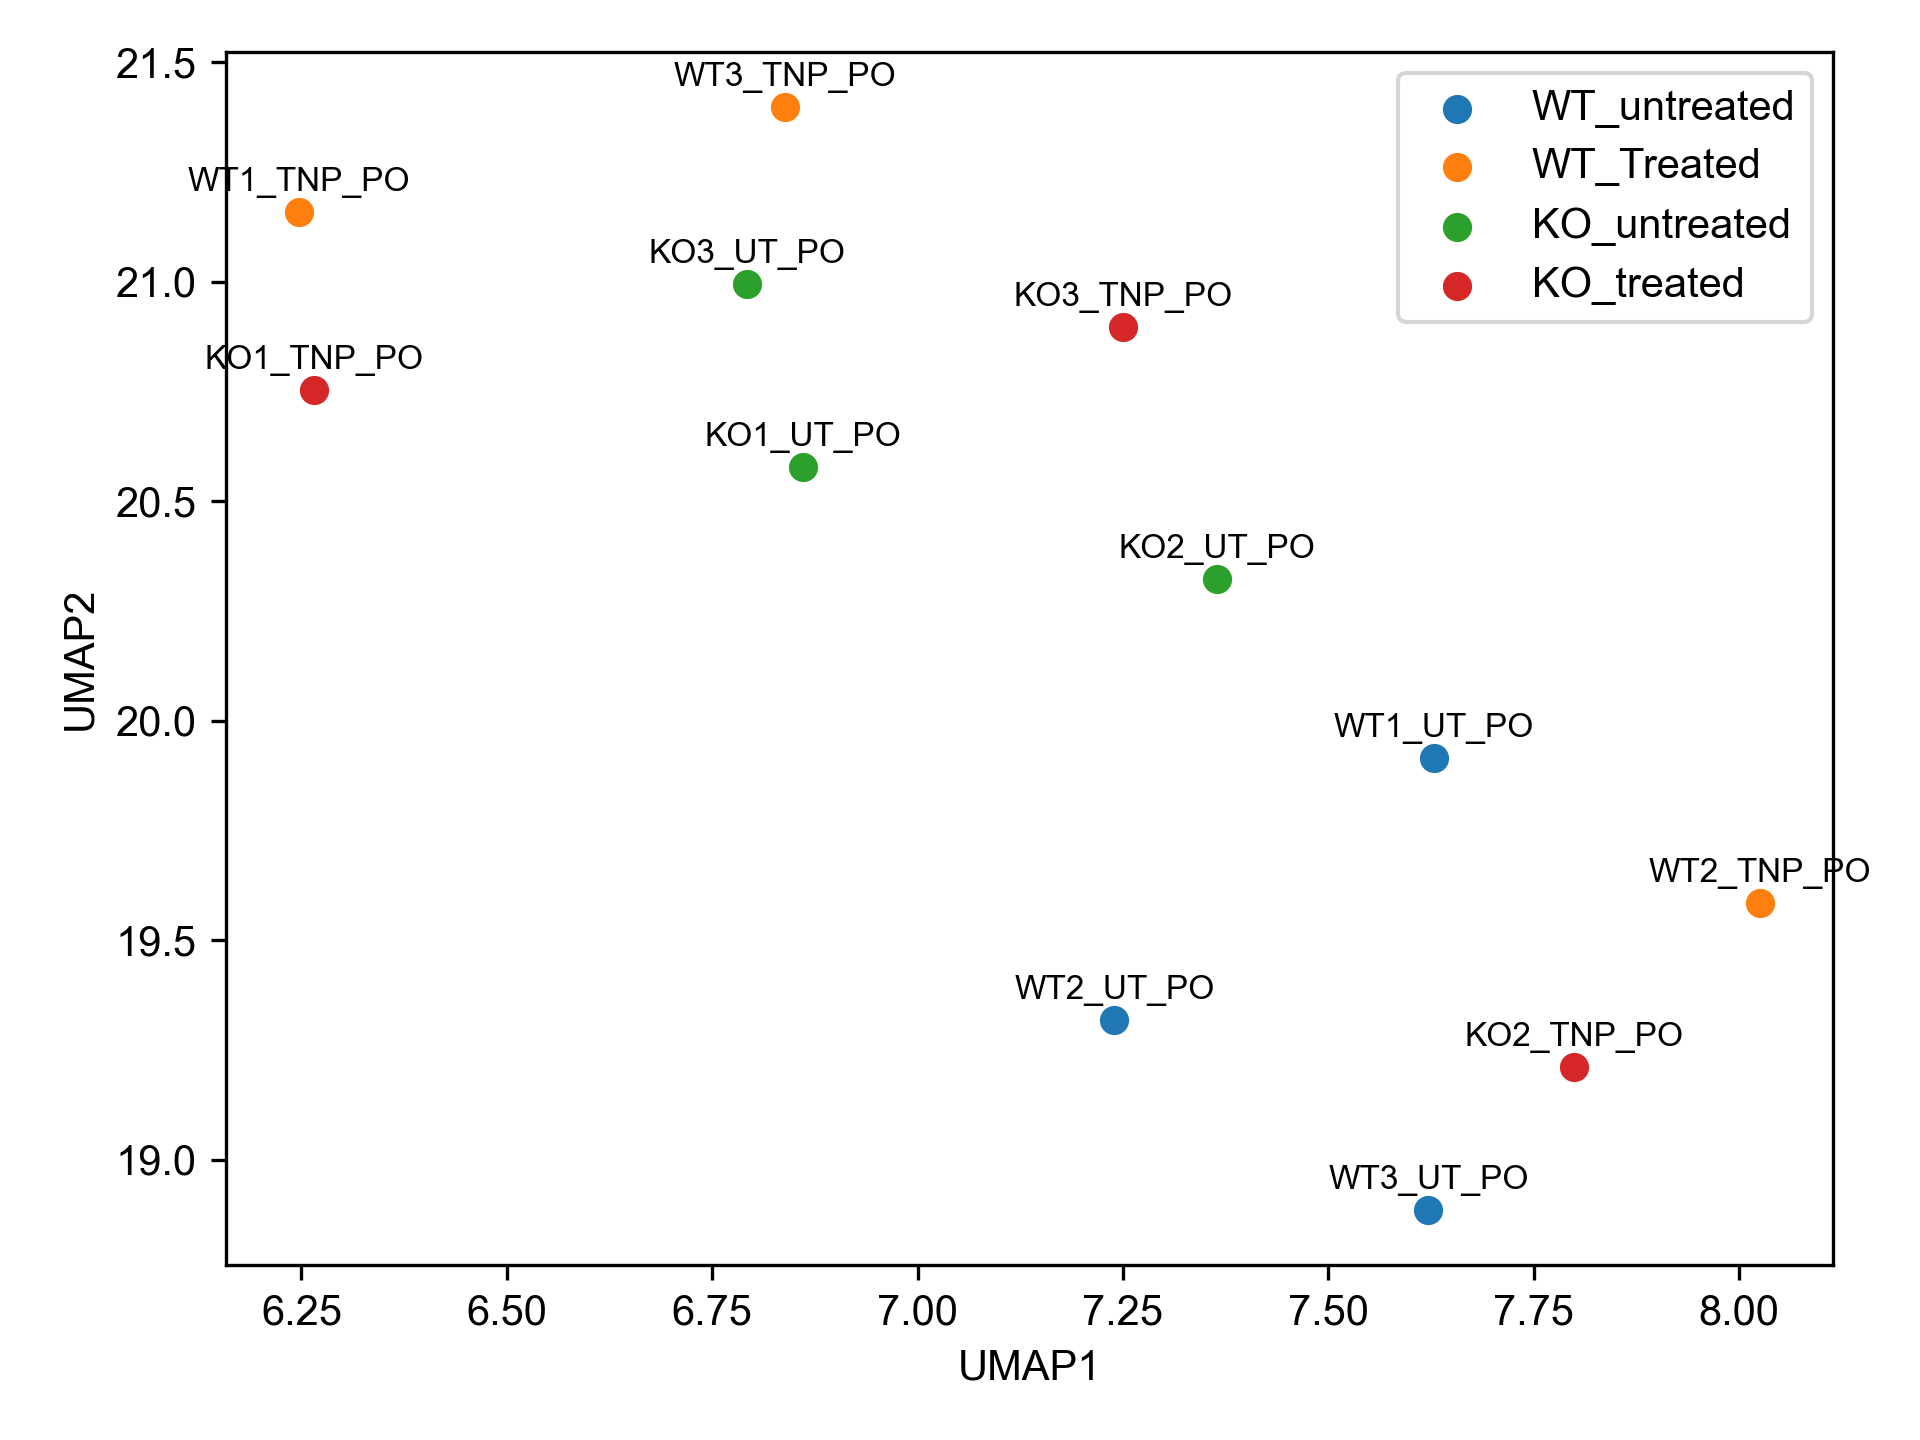 21.5
21.0
20.5
20.0
19.5
19.0
UMAP2
WT3_TNP_PO
WT1_TNP_PO
KO3_UT_PO
KO3_TNP_PO
KO1_TNP_PO
KO1_UT_PO
KO2_UT_PO
WT1_UT_PO
WT2_TNP_PO
WT2_UT_PO
KO2_TNP_PO
WT3_UT_PO
WT_untreated
WT_Treated
KO_untreated
KO_treated
6.25 6.50 6.75 7.00 7.25 7.50 7.75 8.00
UMAP1